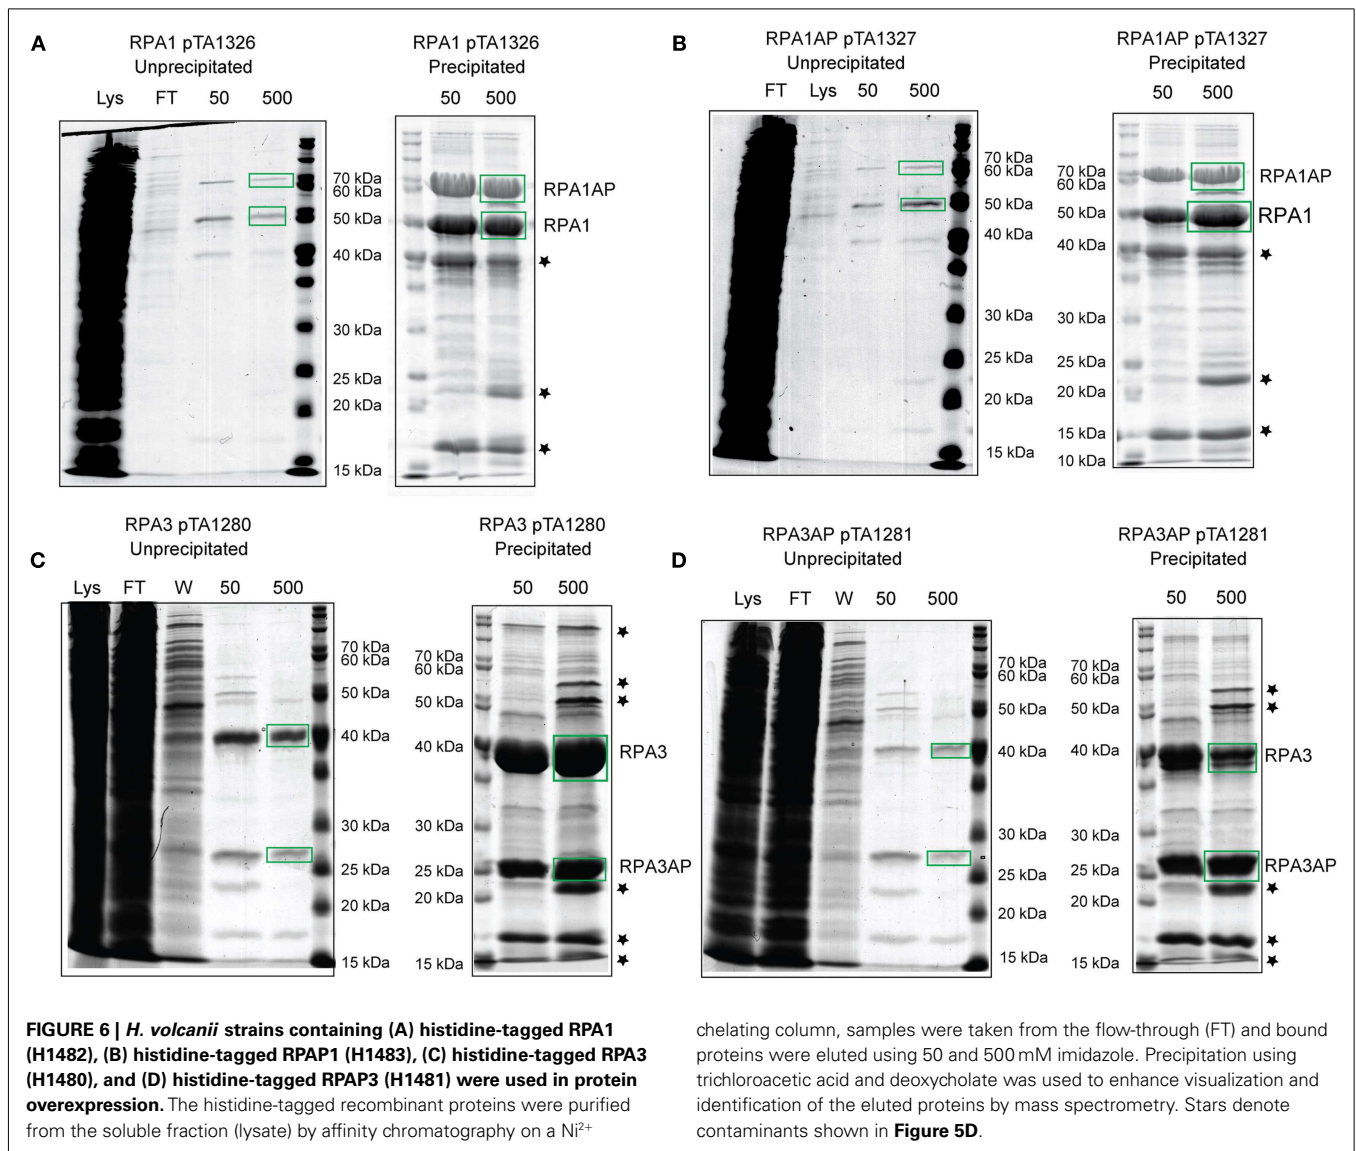 A
RPA1 pTA1326
Unprecipitated
Lys FT 50 500
70 kDa
60 kDa
50 kDa
40 kDa
30 kDa
25 kDa
20 kDa
15 kDa
RPA1 pTA1326
Precipitated
50 500
RPA1AP
RPA1
B
RPA1AP pTA1327
Unprecipitated
FT Lys 50 500
70 kDa
60 kDa
50 kDa
40 kDa
30 kDa
25 kDa
20 kDa
15 kDa
RPA1AP pTA1327
Precipitated
50 500
70 kDa
60 kDa
50 kDa
40 kDa
30 kDa
25 kDa
20 kDa
15 kDa
10 kDa
RPA1AP
RPA1
C
RPA3 pTA1280
Unprecipitated
Lys FT W 50 500
70 kDa
60 kDa
50 kDa
40 kDa
30 kDa
25 kDa
20 kDa
15 kDa
RPA3 pTA1280
Precipitated
50 500
70 kDa
60 kDa
50 kDa
40 kDa
30 kDa
25 kDa
20 kDa
15 kDa
RPA3
RPA3AP
D
RPA3AP pTA1281
Unprecipitated
Lys FT W 50 500
70 kDa
60 kDa
50 kDa
40 kDa
30 kDa
25 kDa
20 kDa
15 kDa
RPA3AP pTA1281
Precipitated
50 500
70 kDa
60 kDa
50 kDa
40 kDa
30 kDa
25 kDa
20 kDa
15 kDa
RPA3
RPA3AP
FIGURE 6 | H. volcanii strains containing (A) histidine-tagged RPA1
(H1482), (B) histidine-tagged RPAP1 (H1483), (C) histidine-tagged RPA3
(H1480), and (D) histidine-tagged RPAP3 (H1481) were used in protein
overexpression. The histidine-tagged recombinant proteins were purified
from the soluble fraction (lysate) by affinity chromatography on a Ni²⁺
chelating column, samples were taken from the flow-through (FT) and bound
proteins were eluted using 50 and 500 mM imidazole. Precipitation using
trichloroacetic acid and deoxycholate was used to enhance visualization and
identification of the eluted proteins by mass spectrometry. Stars denote
contaminants shown in Figure 5D.